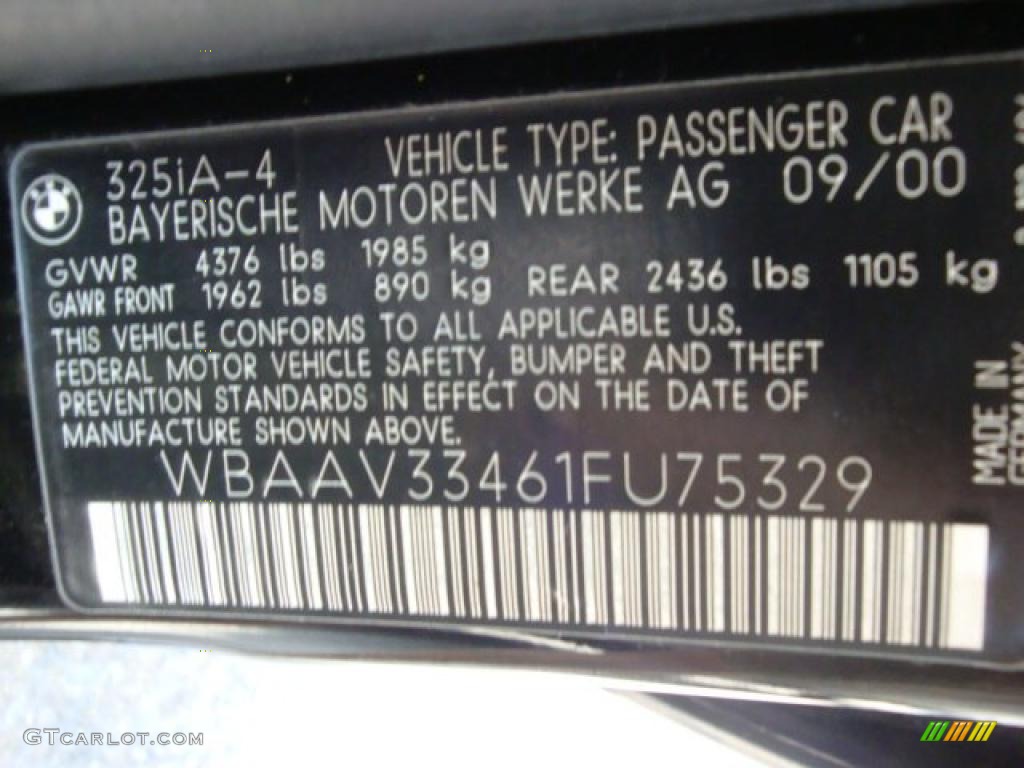 325iA-4 VEHICLE TYPE: PASSENGER CAR
BAYERISCHE MOTOREN WERKE AG 09/00
GVWR 4376 lbs 1985 kg
GAWR FRONT 1962 lbs 890 kg REAR 2436 lbs 1105 kg
THIS VEHICLE CONFORMS TO ALL APPLICABLE U.S.
FEDERAL MOTOR VEHICLE SAFETY, BUMPER AND THEFT
PREVENTION STANDARDS IN EFFECT ON THE DATE OF
MANUFACTURE SHOWN ABOVE.
WBAAV33461FU75329
MADE IN
GERMANY
GTCarLot.com